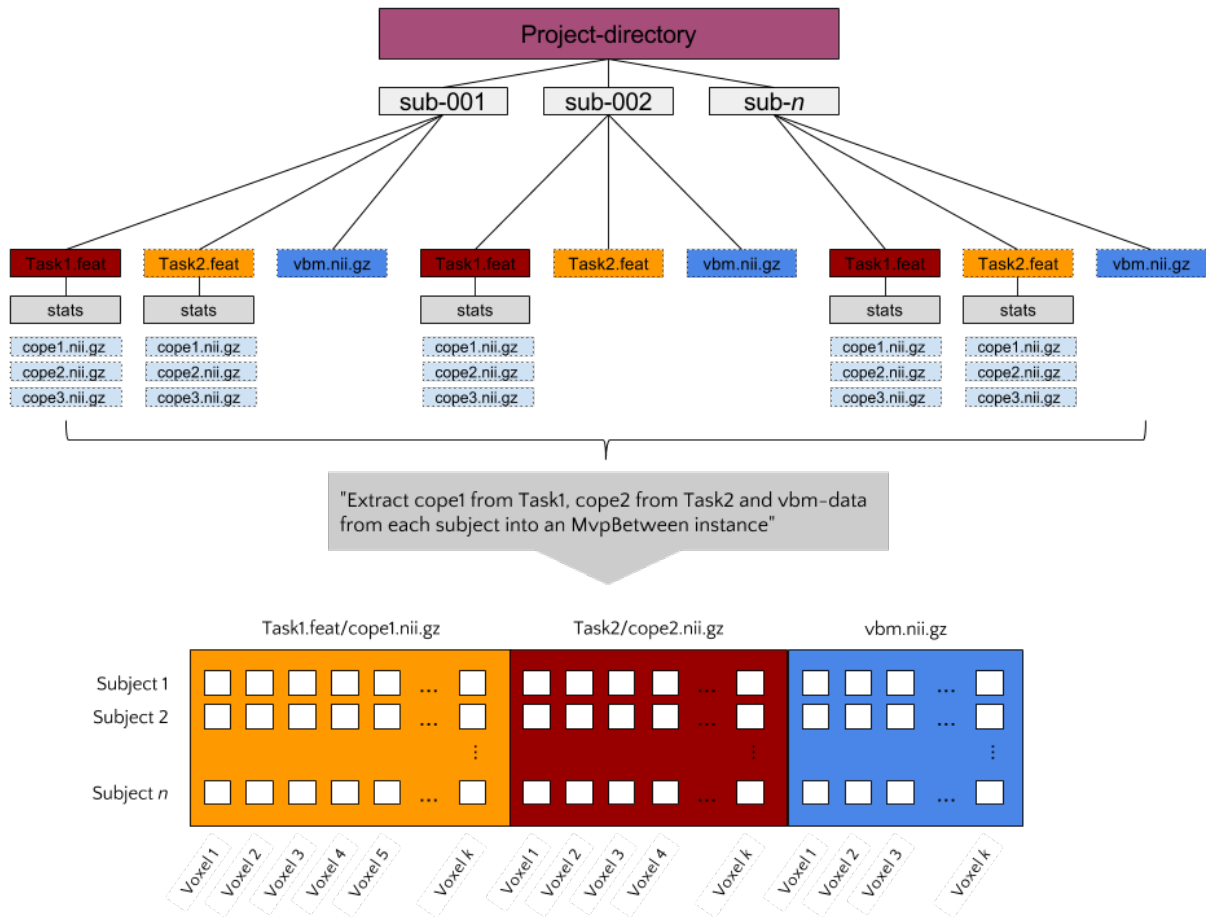 Project-directory
sub-001 sub-002 sub-n
Task1.feat Task2.feat vbm.nii.gz Task1.feat Task2.feat vbm.nii.gz Task1.feat Task2.feat vbm.nii.gz
stats stats stats stats stats
cope1.nii.gz cope1.nii.gz cope1.nii.gz cope1.nii.gz cope1.nii.gz
cope2.nii.gz cope2.nii.gz cope2.nii.gz cope2.nii.gz cope2.nii.gz
cope3.nii.gz cope3.nii.gz cope3.nii.gz cope3.nii.gz cope3.nii.gz
"Extract cope1 from Task1, cope2 from Task2 and vbm-data
from each subject into an MvpBetween instance"
Task1.feat/cope1.nii.gz Task2/cope2.nii.gz vbm.nii.gz
Subject 1 ... ... ...
Subject 2 ... ... ...
⋮ ⋮ ⋮
Subject n ... ... ...
Voxel 1 Voxel 2 Voxel 3 Voxel 4 Voxel 5 Voxel k Voxel 1 Voxel 2 Voxel 3 Voxel 4 Voxel k Voxel 1 Voxel 2 Voxel 3 Voxel k